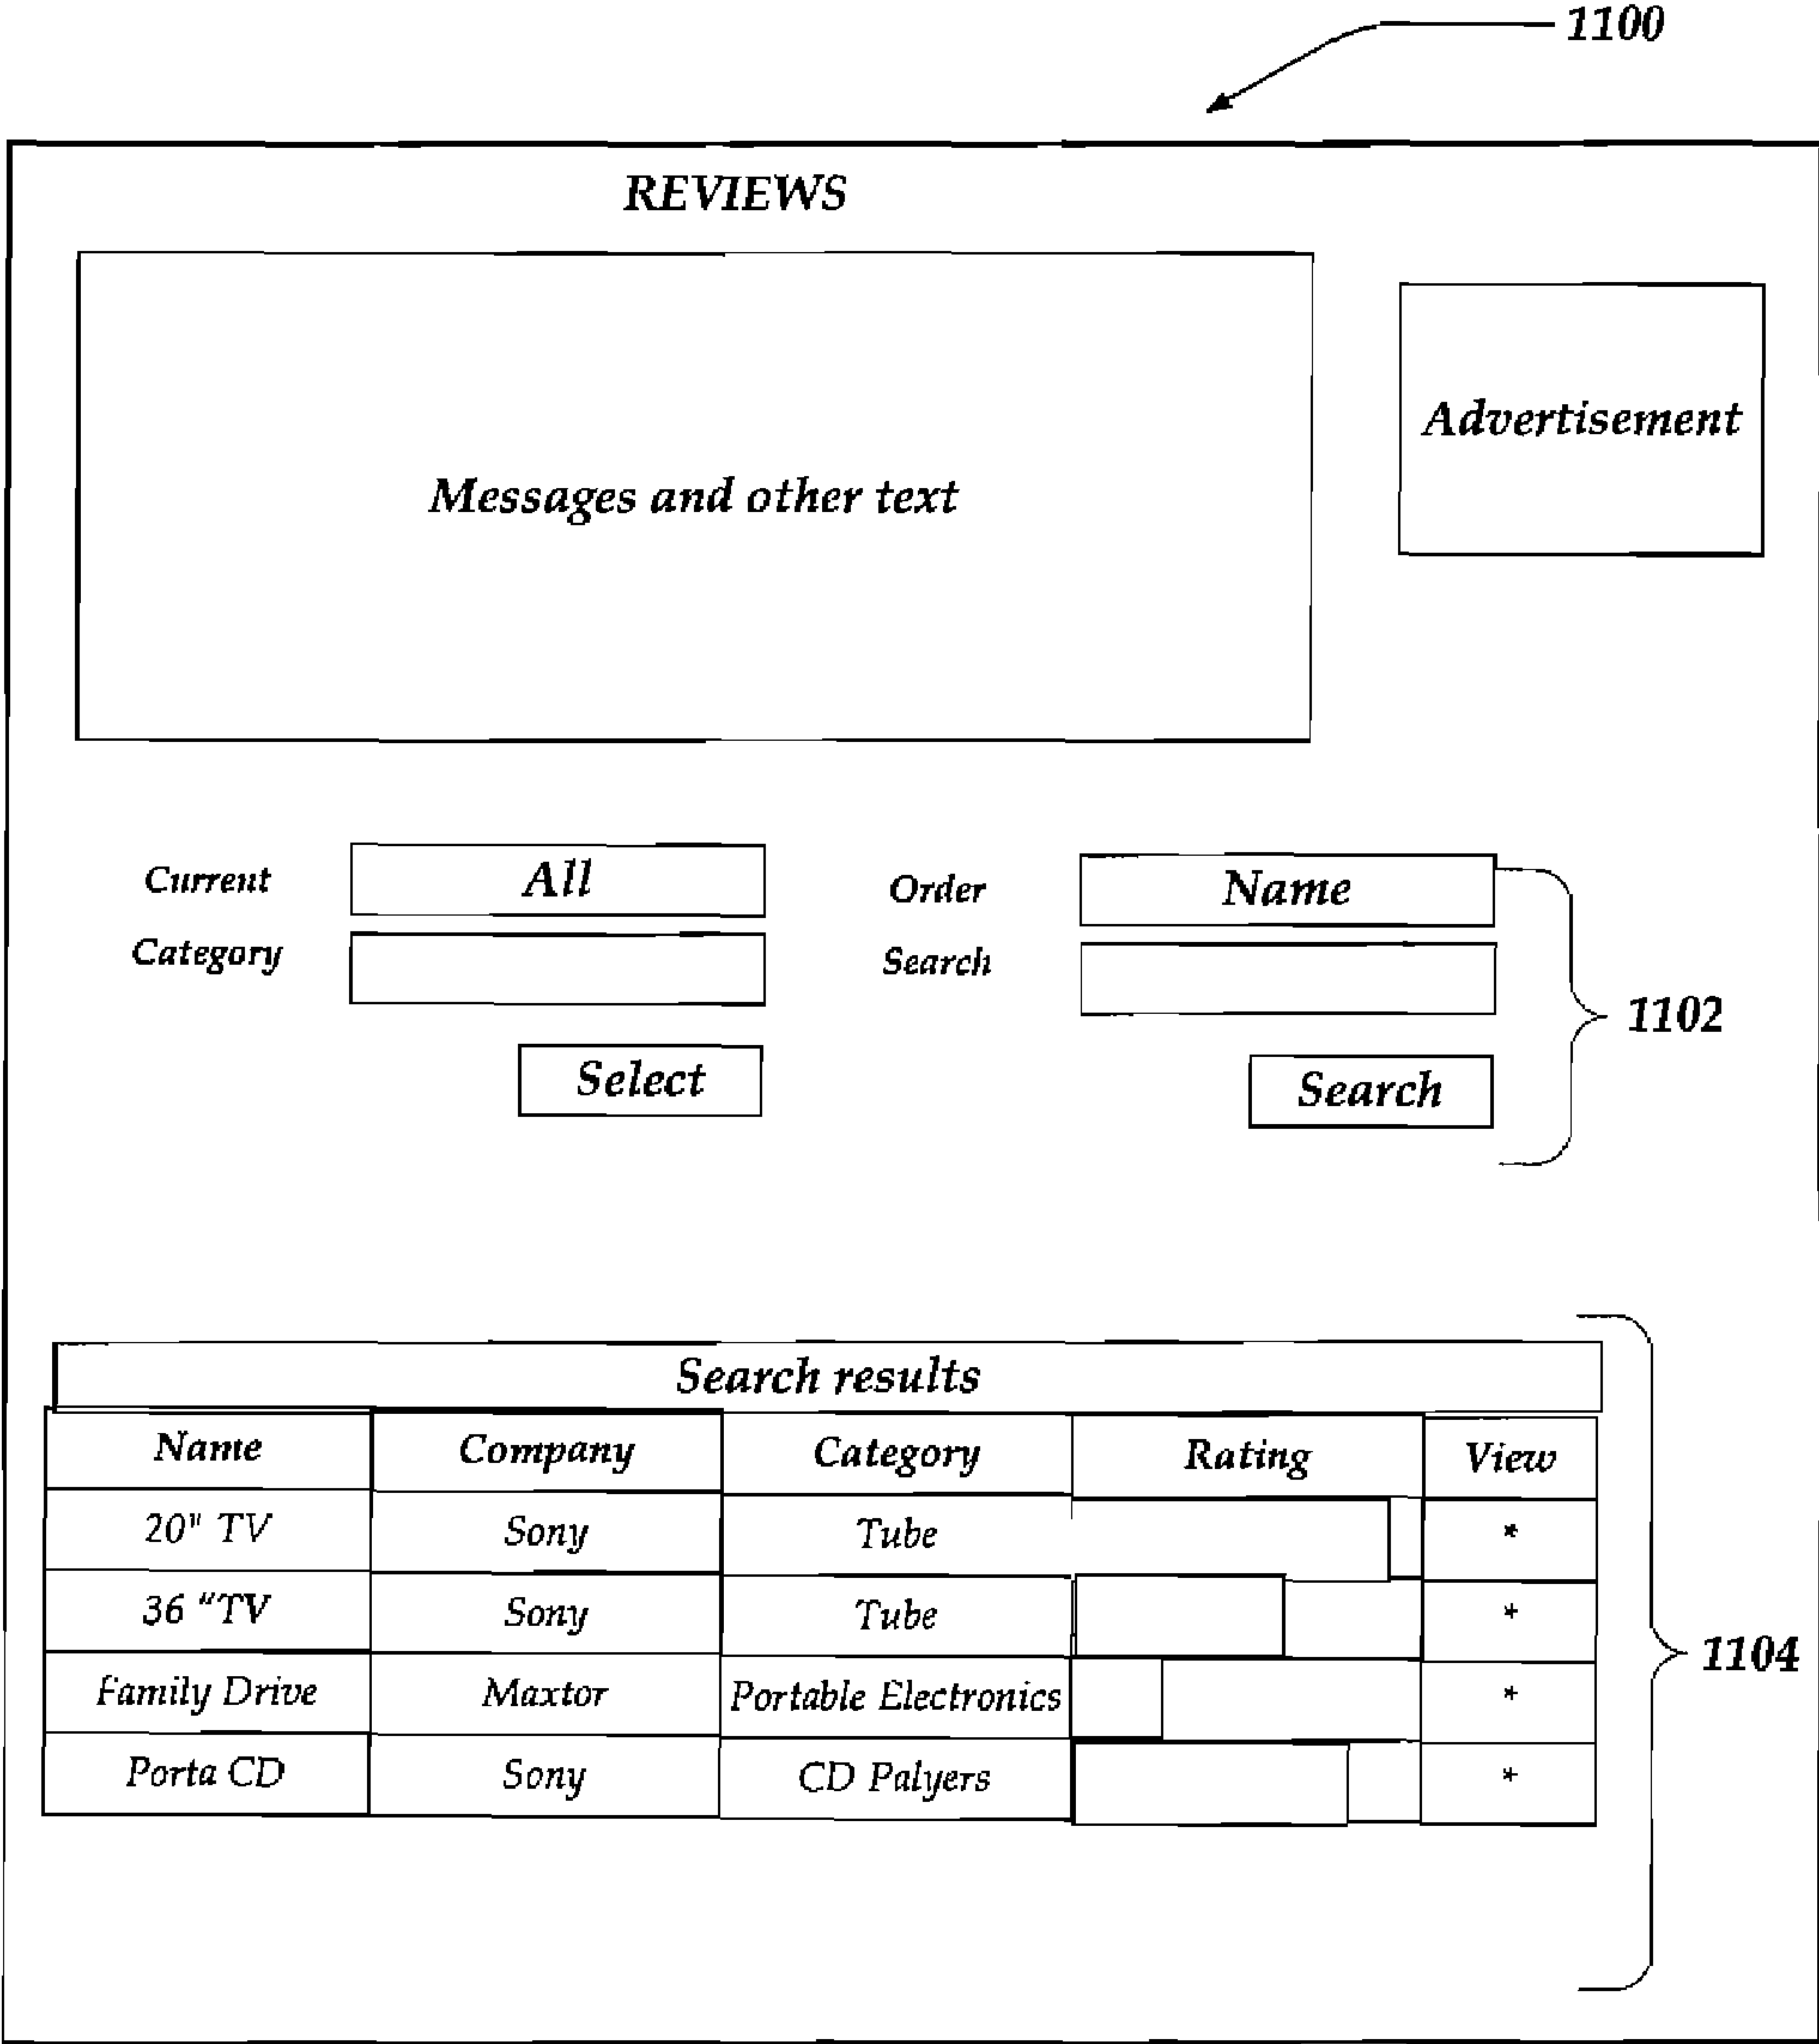 1100
REVIEWS
Advertisement
Messages and other text
Current All Order Name
Category Search
1102
Select Search
Search results
Name Company Category Rating View
20" TV Sony Tube *
36 "TV Sony Tube *
1104
Family Drive Maxtor Portable Electronics *
Porta CD Sony CD Palyers *